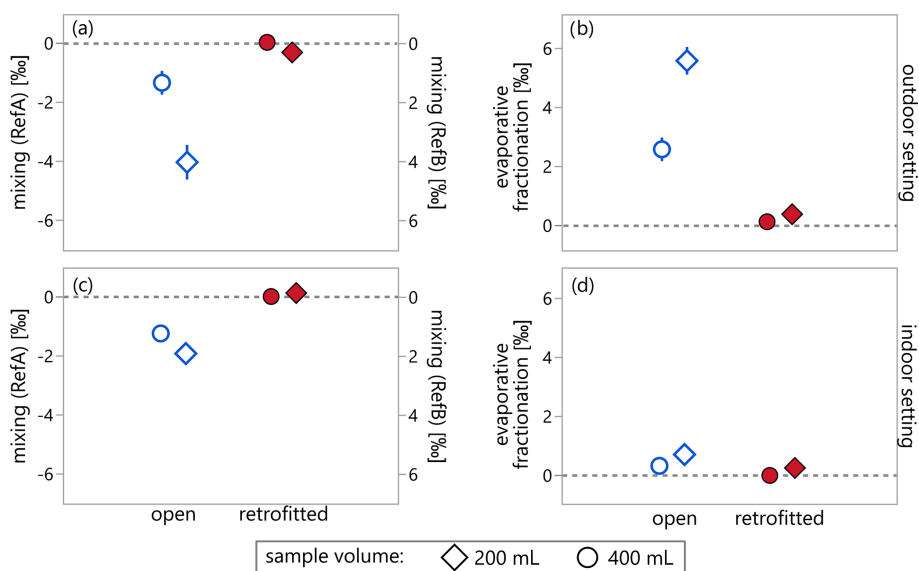 (a)
0
-2
-4
-6
mixing (RefA) [‰]
0
2
4
6
mixing (RefB) [‰]
(b)
6
4
2
0
evaporative
fractionation [‰]
outdoor setting
(c)
0
-2
-4
-6
mixing (RefA) [‰]
0
2
4
6
mixing (RefB) [‰]
open retrofitted
(d)
6
4
2
0
evaporative
fractionation [‰]
indoor setting
open retrofitted
sample volume: 200 mL 400 mL